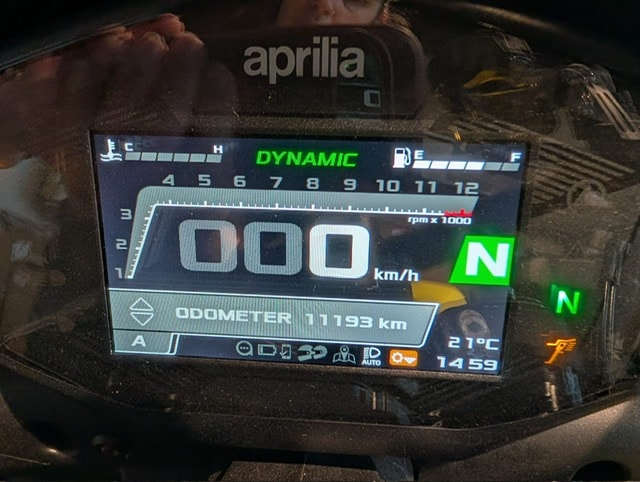 aprilia
C H DYNAMIC E F
4 5 6 7 8 9 10 11 12
3
rpm x 1000
2
000 km/h N
1
N
ODOMETER 11193 km
A
AUTO
21°C
14 59